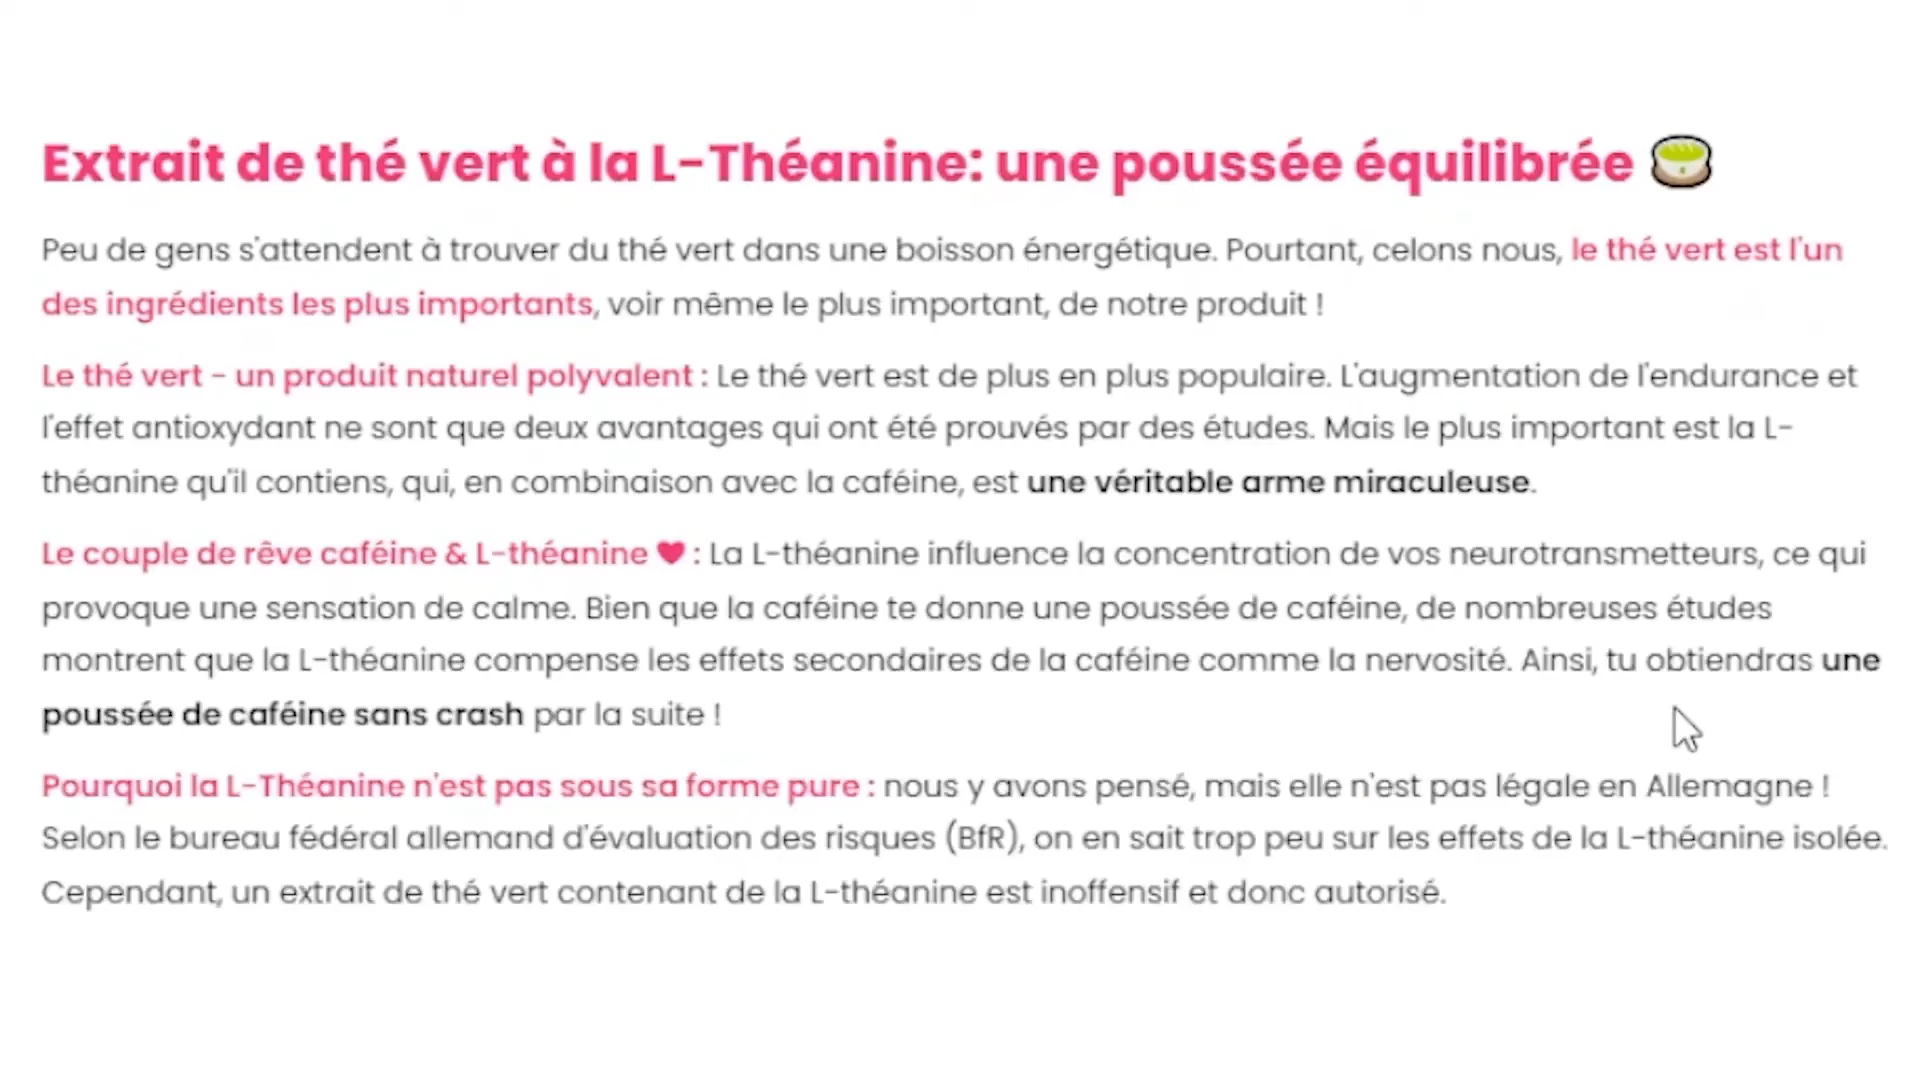 Extrait de thé vert à la L-Théanine: une poussée équilibrée
Peu de gens s'attendent à trouver du thé vert dans une boisson énergétique. Pourtant, celons nous, le thé vert est l'un
des ingrédients les plus importants, voir même le plus important, de notre produit !
Le thé vert - un produit naturel polyvalent : Le thé vert est de plus en plus populaire. L'augmentation de l'endurance et
l'effet antioxydant ne sont que deux avantages qui ont été prouvés par des études. Mais le plus important est la L-
théanine qu'il contiens, qui, en combinaison avec la caféine, est une véritable arme miraculeuse.
Le couple de rêve caféine & L-théanine ♥ : La L-théanine influence la concentration de vos neurotransmetteurs, ce qui
provoque une sensation de calme. Bien que la caféine te donne une poussée de caféine, de nombreuses études
montrent que la L-théanine compense les effets secondaires de la caféine comme la nervosité. Ainsi, tu obtiendras une
poussée de caféine sans crash par la suite !
Pourquoi la L-Théanine n'est pas sous sa forme pure : nous y avons pensé, mais elle n'est pas légale en Allemagne !
Selon le bureau fédéral allemand d'évaluation des risques (BfR), on en sait trop peu sur les effets de la L-théanine isolée.
Cependant, un extrait de thé vert contenant de la L-théanine est inoffensif et donc autorisé.